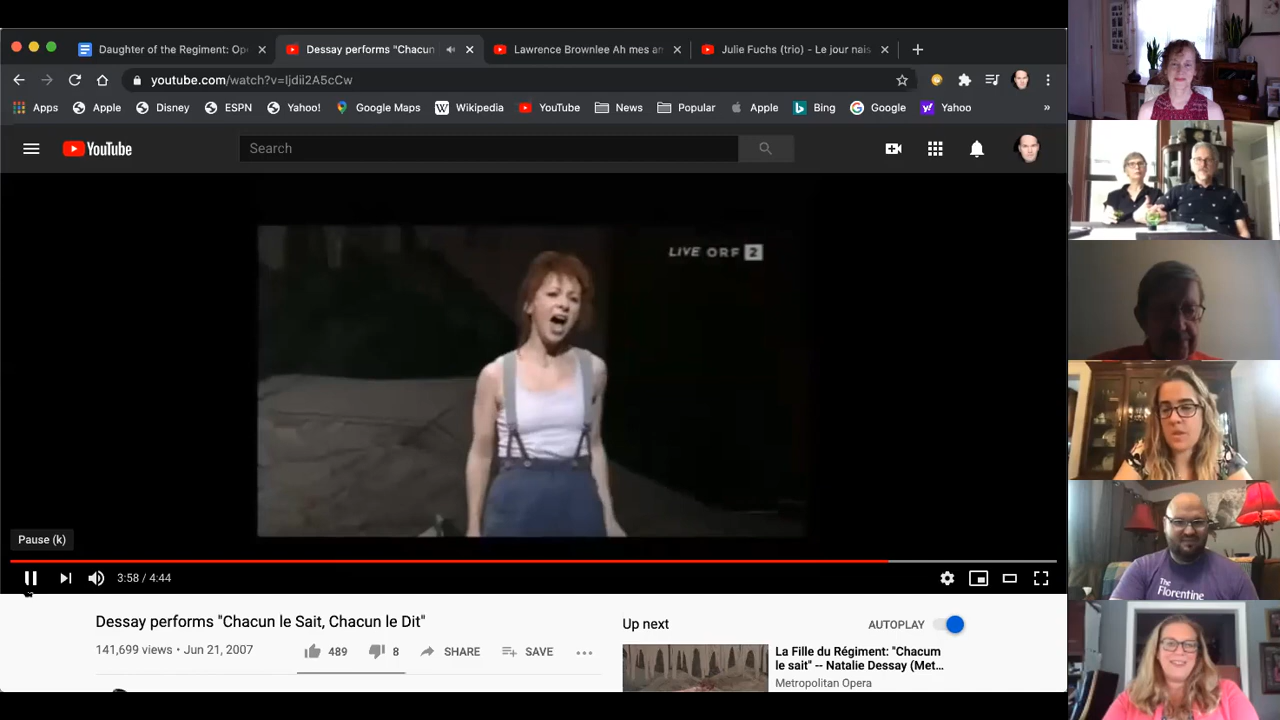 Daughter of the Regiment: Ope
Dessay performs "Chacun
Lawrence Brownlee Ah mes am
Julie Fuchs (trio) - Le jour nais
youtube.com/watch?v=Ijdii2A5cCw
Apps
Apple
Disney
ESPN
Yahoo!
Google Maps
Wikipedia
YouTube
News
Popular
Apple
Bing
Google
Yahoo
YouTube
Search
LIVE ORF 2
Pause (k)
3:58 / 4:44
Dessay performs "Chacun le Sait, Chacun le Dit"
141,699 views • Jun 21, 2007
489
8
SHARE
SAVE
Up next
AUTOPLAY
La Fille du Régiment: "Chacum
le sait" -- Natalie Dessay (Met...
Metropolitan Opera
The
Florentine